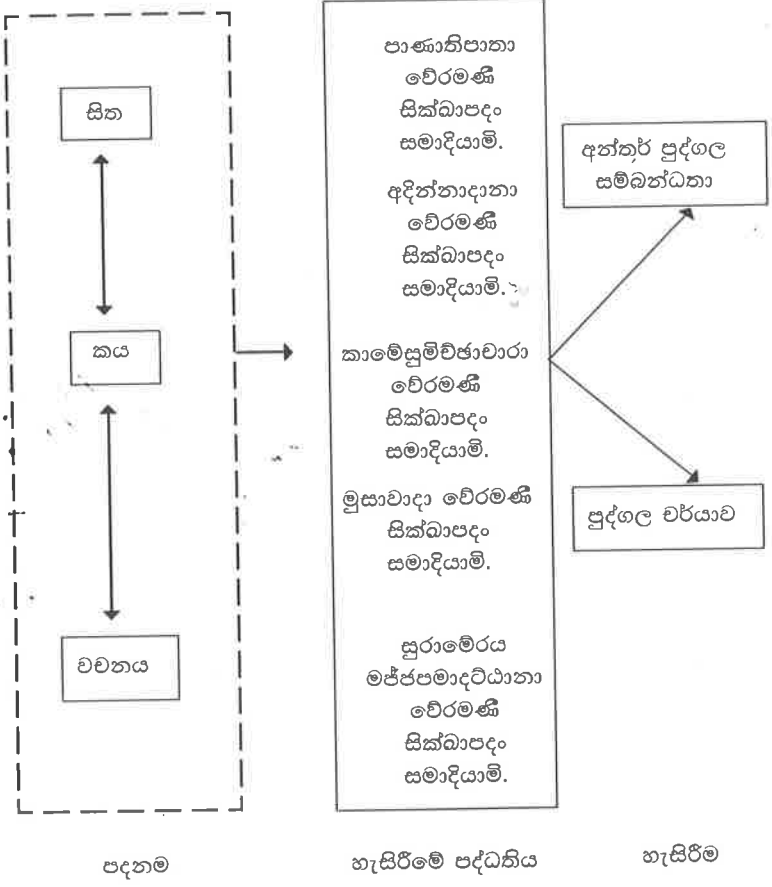 සිත
කය
වචනය
පාණාතිපාතා
වේරමණී
සික්ඛාපදං
සමාදියාමි.
අදින්නාදානා
වේරමණී
සික්ඛාපදං
සමාදියාමි.
කාමේසුමිච්ඡාචාරා
වේරමණී
සික්ඛාපදං
සමාදියාමි.
මුසාවාදා වේරමණී
සික්ඛාපදං
සමාදියාමි.
සුරාමේරය
මජ්ජපමාදට්ඨානා
වේරමණී
සික්ඛාපදං
සමාදියාමි.
අන්තර් පුද්ගල
සම්බන්ධතා
පුද්ගල චර්යාව
පදනම
හැසිරීමේ පද්ධතිය
හැසිරීම